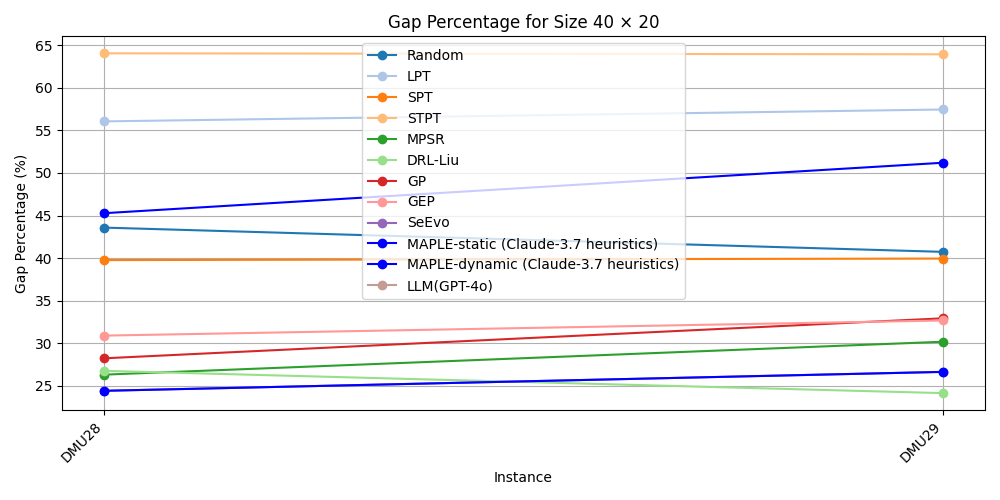 Gap Percentage for Size 40 × 20
Gap Percentage (%)
65
60
55
50
45
40
35
30
25
Random
LPT
SPT
STPT
MPSR
DRL-Liu
GP
GEP
SeEvo
MAPLE-static (Claude-3.7 heuristics)
MAPLE-dynamic (Claude-3.7 heuristics)
LLM(GPT-4o)
DMU28
DMU29
Instance